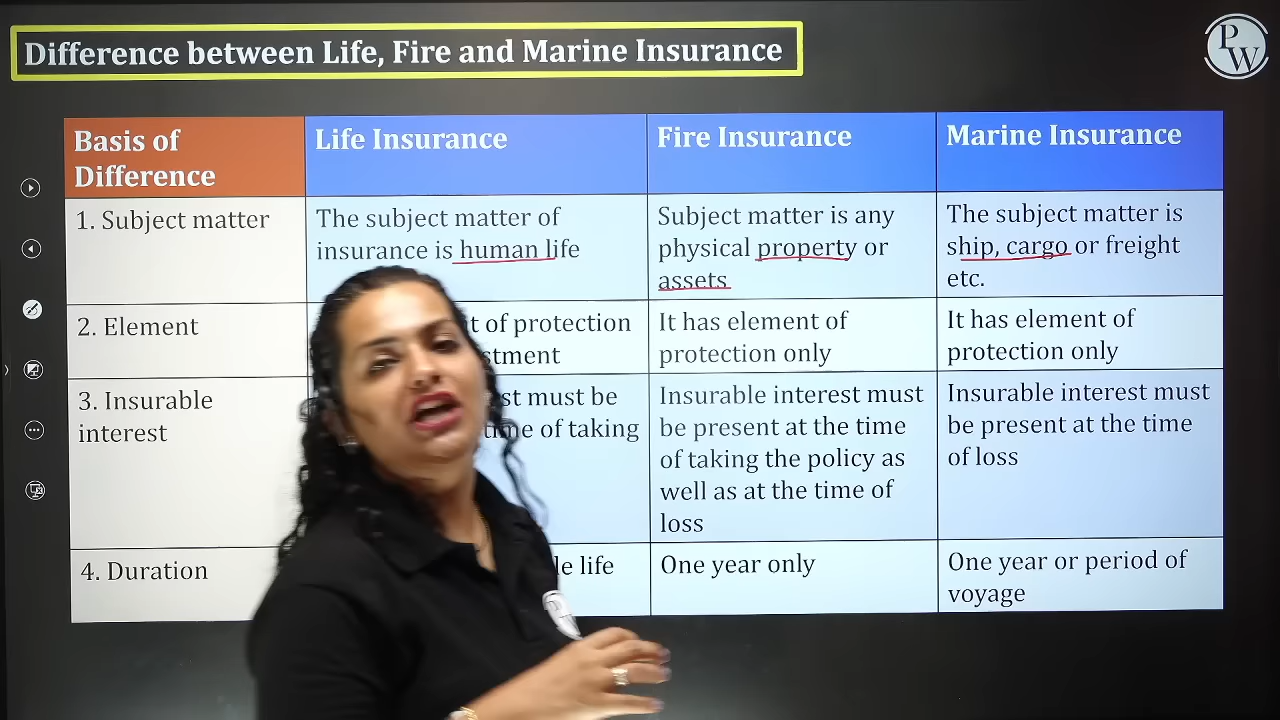 Difference between Life, Fire and Marine Insurance
PW
Basis of
Difference
Life Insurance
Fire Insurance
Marine Insurance
1. Subject matter
The subject matter of
insurance is human life
Subject matter is any
physical property or
assets
The subject matter is
ship, cargo or freight
etc.
2. Element
of protection
It has element of
protection only
It has element of
protection only
3. Insurable
interest
must be
of taking
Insurable interest must
be present at the time
of taking the policy as
well as at the time of
loss
Insurable interest must
be present at the time
of loss
4. Duration
life
One year only
One year or period of
voyage